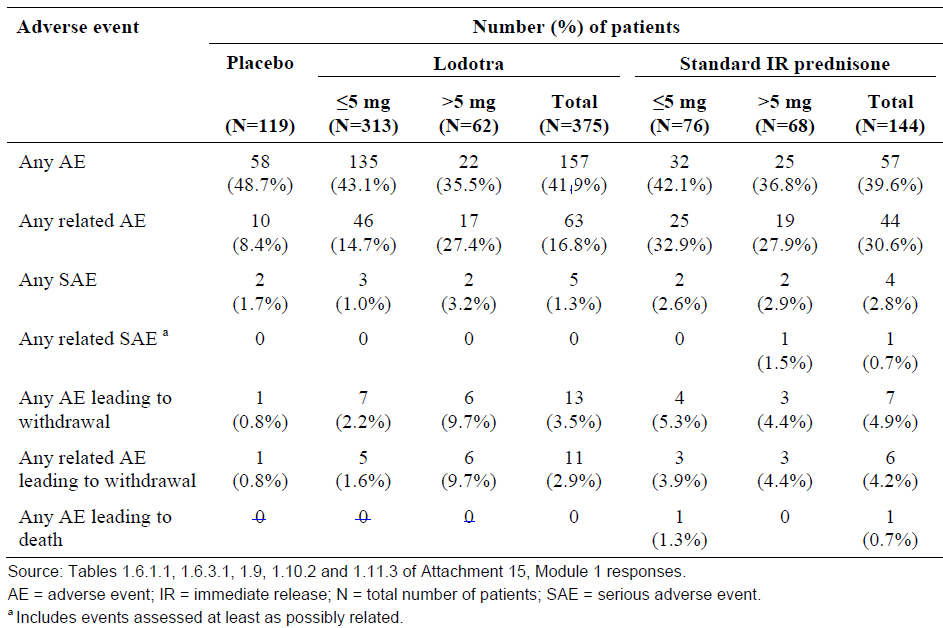 Adverse event Number (%) of patients
Placebo Lodotra Standard IR prednisone
≤5 mg >5 mg Total ≤5 mg >5 mg Total
(N=119) (N=313) (N=62) (N=375) (N=76) (N=68) (N=144)
Any AE 58 135 22 157 32 25 57
(48.7%) (43.1%) (35.5%) (41.9%) (42.1%) (36.8%) (39.6%)
Any related AE 10 46 17 63 25 19 44
(8.4%) (14.7%) (27.4%) (16.8%) (32.9%) (27.9%) (30.6%)
Any SAE 2 3 2 5 2 2 4
(1.7%) (1.0%) (3.2%) (1.3%) (2.6%) (2.9%) (2.8%)
Any related SAE a 0 0 0 0 0 1 1
(1.5%) (0.7%)
Any AE leading to 1 7 6 13 4 3 7
withdrawal (0.8%) (2.2%) (9.7%) (3.5%) (5.3%) (4.4%) (4.9%)
Any related AE 1 5 6 11 3 3 6
leading to withdrawal (0.8%) (1.6%) (9.7%) (2.9%) (3.9%) (4.4%) (4.2%)
Any AE leading to 0 0 0 0 1 0 1
death (1.3%) (0.7%)
Source: Tables 1.6.1.1, 1.6.3.1, 1.9, 1.10.2 and 1.11.3 of Attachment 15, Module 1 responses.
AE = adverse event; IR = immediate release; N = total number of patients; SAE = serious adverse event.
a Includes events assessed at least as possibly related.